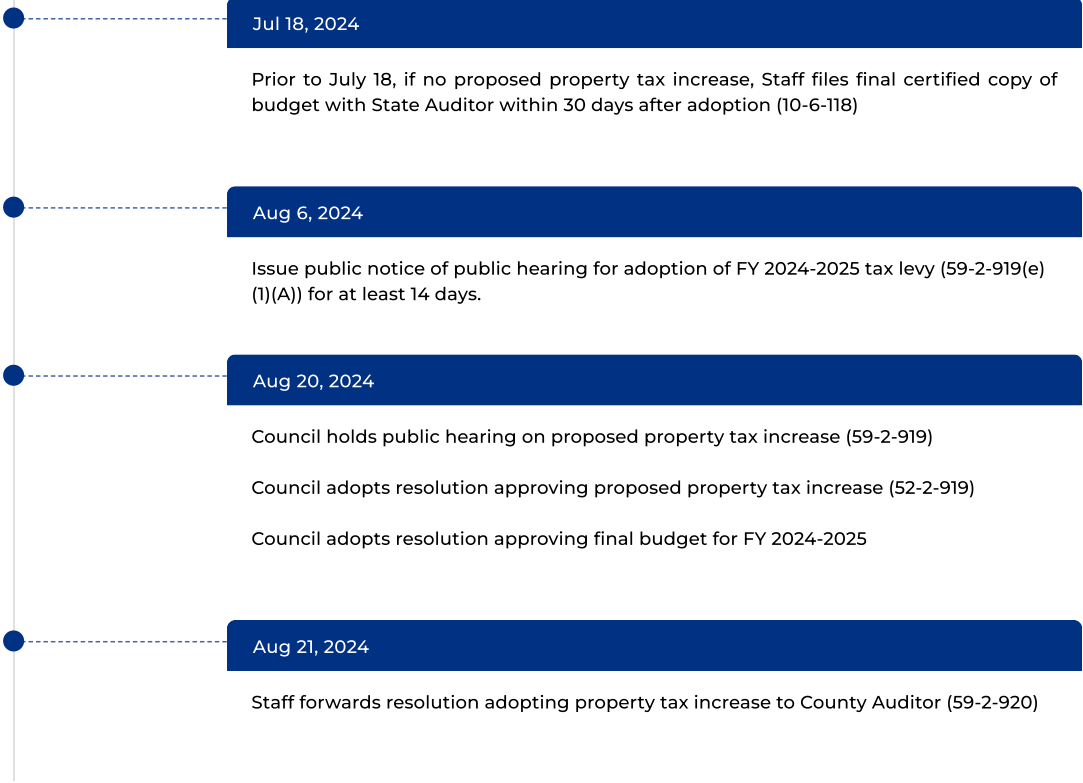 Jul 18, 2024
Prior to July 18, if no proposed property tax increase, Staff files final certified copy of
budget with State Auditor within 30 days after adoption (10-6-118)
Aug 6, 2024
Issue public notice of public hearing for adoption of FY 2024-2025 tax levy (59-2-919(e)
(1)(A)) for at least 14 days.
Aug 20, 2024
Council holds public hearing on proposed property tax increase (59-2-919)
Council adopts resolution approving proposed property tax increase (52-2-919)
Council adopts resolution approving final budget for FY 2024-2025
Aug 21, 2024
Staff forwards resolution adopting property tax increase to County Auditor (59-2-920)